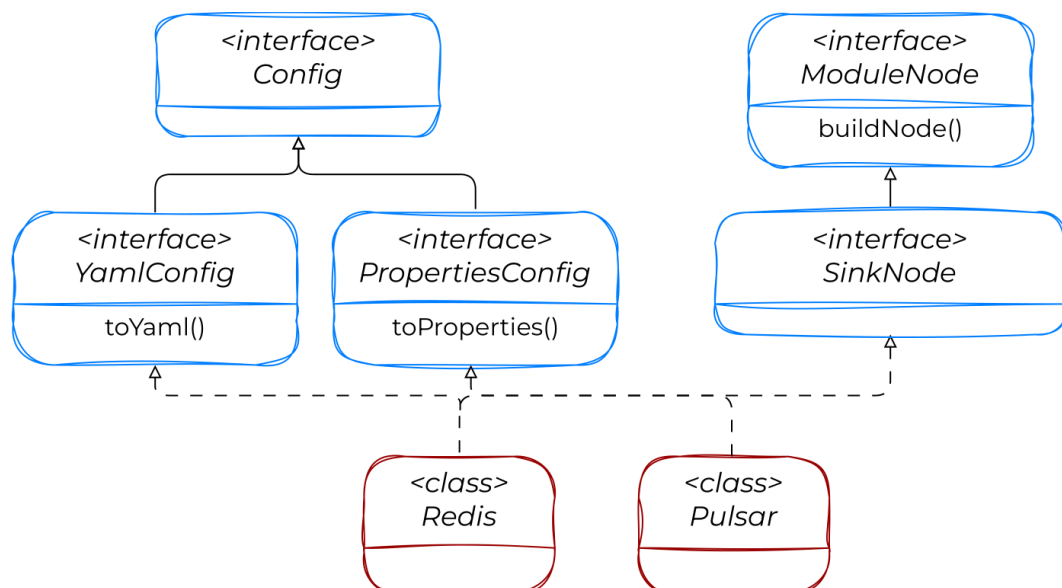 <interface>
Config
<interface>
ModuleNode
buildNode()
<interface>
YamlConfig
toYaml()
<interface>
PropertiesConfig
toProperties()
<interface>
SinkNode
<class>
Redis
<class>
Pulsar